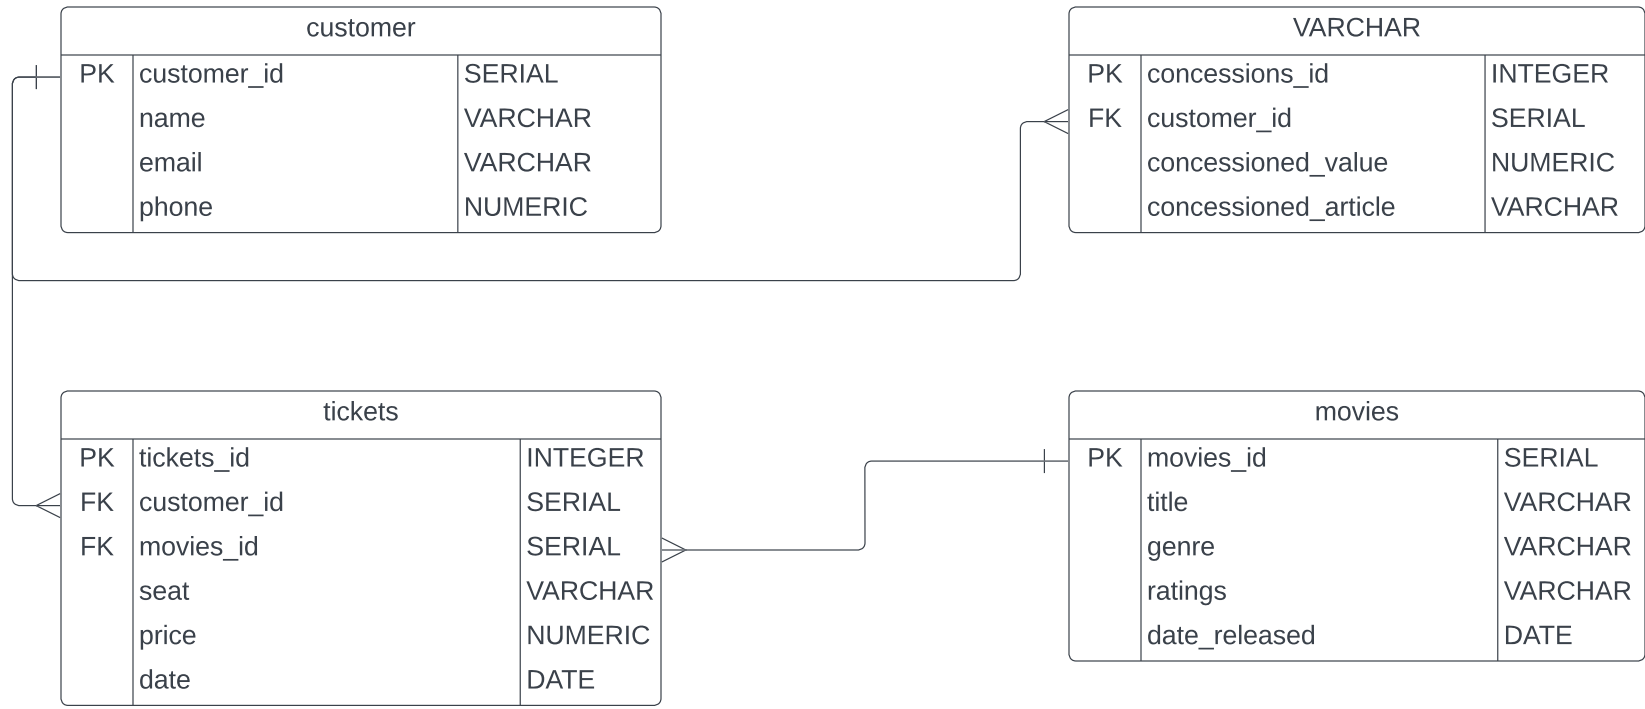 customer
PK customer_id SERIAL
name VARCHAR
email VARCHAR
phone NUMERIC
VARCHAR
PK concessions_id INTEGER
FK customer_id SERIAL
concessioned_value NUMERIC
concessioned_article VARCHAR
tickets
PK tickets_id INTEGER
FK customer_id SERIAL
FK movies_id SERIAL
seat VARCHAR
price NUMERIC
date DATE
movies
PK movies_id SERIAL
title VARCHAR
genre VARCHAR
ratings VARCHAR
date_released DATE